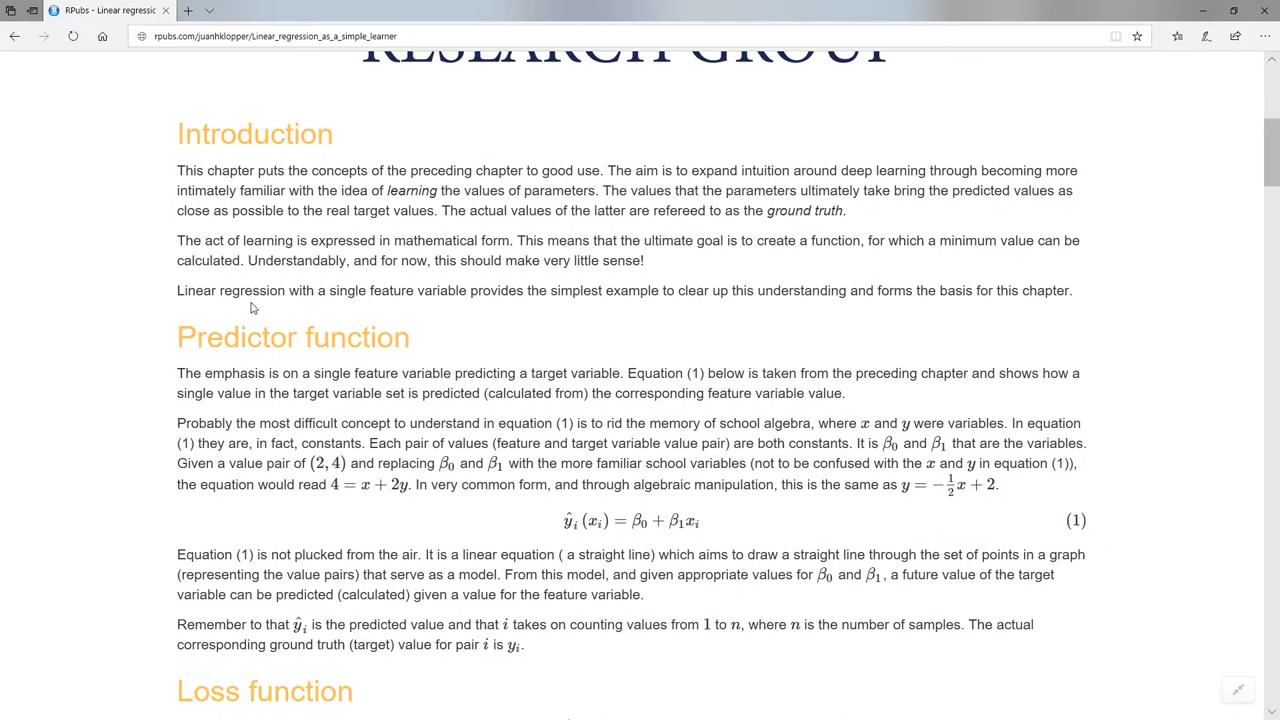 RPubs - Linear regressic
rpubs.com/juanhklopper/Linear_regression_as_a_simple_learner
RESEARCH GROUP
Introduction
This chapter puts the concepts of the preceding chapter to good use. The aim is to expand intuition around deep learning through becoming more
intimately familiar with the idea of learning the values of parameters. The values that the parameters ultimately take bring the predicted values as
close as possible to the real target values. The actual values of the latter are refereed to as the ground truth.
The act of learning is expressed in mathematical form. This means that the ultimate goal is to create a function, for which a minimum value can be
calculated. Understandably, and for now, this should make very little sense!
Linear regression with a single feature variable provides the simplest example to clear up this understanding and forms the basis for this chapter.
Predictor function
The emphasis is on a single feature variable predicting a target variable. Equation (1) below is taken from the preceding chapter and shows how a
single value in the target variable set is predicted (calculated from) the corresponding feature variable value.
Probably the most difficult concept to understand in equation (1) is to rid the memory of school algebra, where x and y were variables. In equation
(1) they are, in fact, constants. Each pair of values (feature and target variable value pair) are both constants. It is β₀ and β₁ that are the variables.
Given a value pair of (2, 4) and replacing β₀ and β₁ with the more familiar school variables (not to be confused with the x and y in equation (1)),
the equation would read 4 = x + 2y. In very common form, and through algebraic manipulation, this is the same as y = −½x + 2.
ŷᵢ (xᵢ) = β₀ + β₁xᵢ (1)
Equation (1) is not plucked from the air. It is a linear equation ( a straight line) which aims to draw a straight line through the set of points in a graph
(representing the value pairs) that serve as a model. From this model, and given appropriate values for β₀ and β₁, a future value of the target
variable can be predicted (calculated) given a value for the feature variable.
Remember to that ŷᵢ is the predicted value and that i takes on counting values from 1 to n, where n is the number of samples. The actual
corresponding ground truth (target) value for pair i is yᵢ.
Loss function